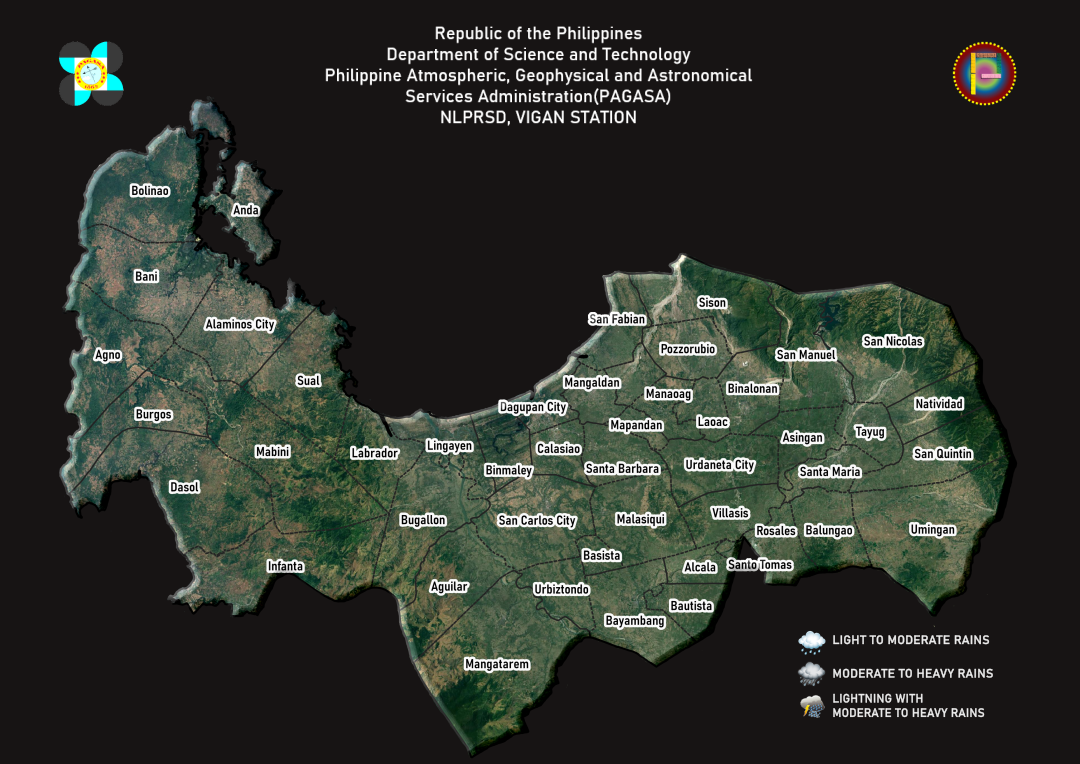 Republic of the Philippines
Department of Science and Technology
Philippine Atmospheric, Geophysical and Astronomical
Services Administration(PAGASA)
NLPRSD, VIGAN STATION
Bolinao
Anda
Bani
Alaminos City
Agno
Sual
Burgos
Mabini
Dasol
Infanta
Labrador
Lingayen
Bugallon
Aguilar
Mangatarem
San Fabian
Sison
Pozzorubio
San Manuel
San Nicolas
Mangaldan
Manaoag
Binalonan
Dagupan City
Natividad
Mapandan
Laoac
Asingan
Tayug
Calasiao
San Quintin
Binmaley
Santa Barbara
Urdaneta City
Santa Maria
San Carlos City
Malasiqui
Villasis
Rosales
Balungao
Umingan
Basista
Alcala
Santo Tomas
Urbiztondo
Bautista
Bayambang
LIGHT TO MODERATE RAINS
MODERATE TO HEAVY RAINS
LIGHTNING WITH
MODERATE TO HEAVY RAINS